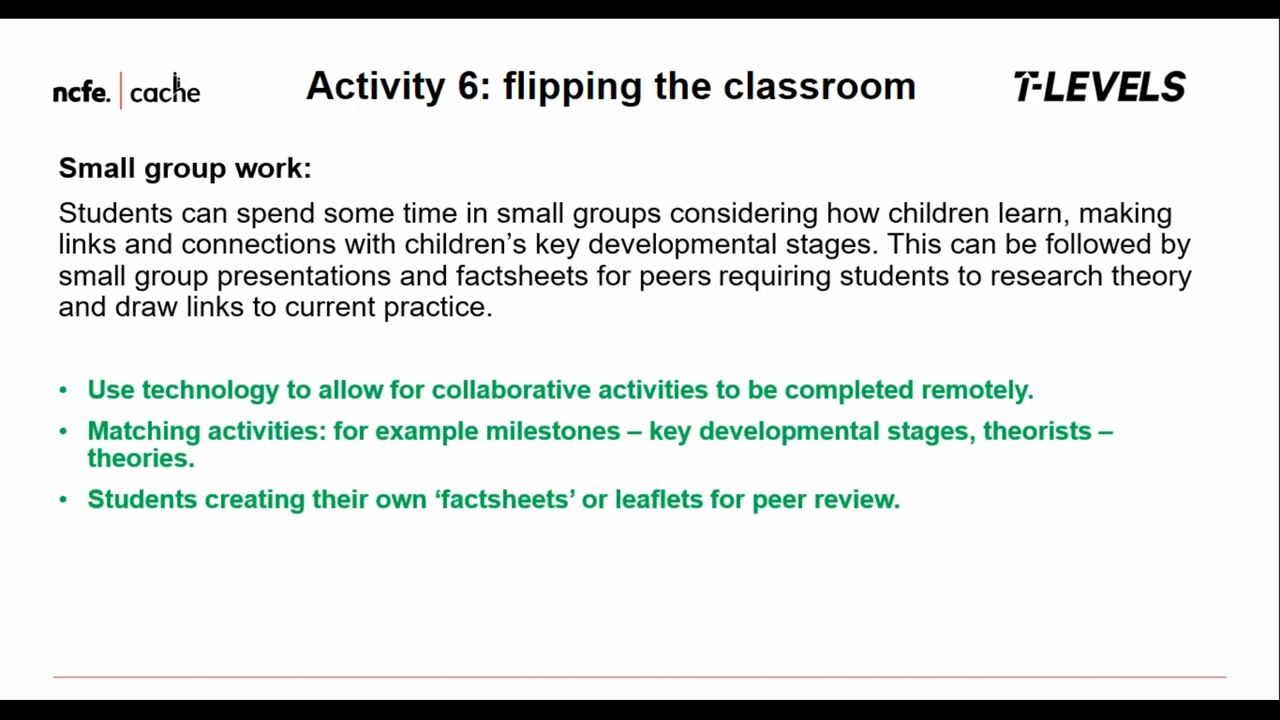 ncfe. cache
Activity 6: flipping the classroom
T-LEVELS
Small group work:
Students can spend some time in small groups considering how children learn, making
links and connections with children’s key developmental stages. This can be followed by
small group presentations and factsheets for peers requiring students to research theory
and draw links to current practice.
• Use technology to allow for collaborative activities to be completed remotely.
• Matching activities: for example milestones – key developmental stages, theorists –
theories.
• Students creating their own ‘factsheets’ or leaflets for peer review.